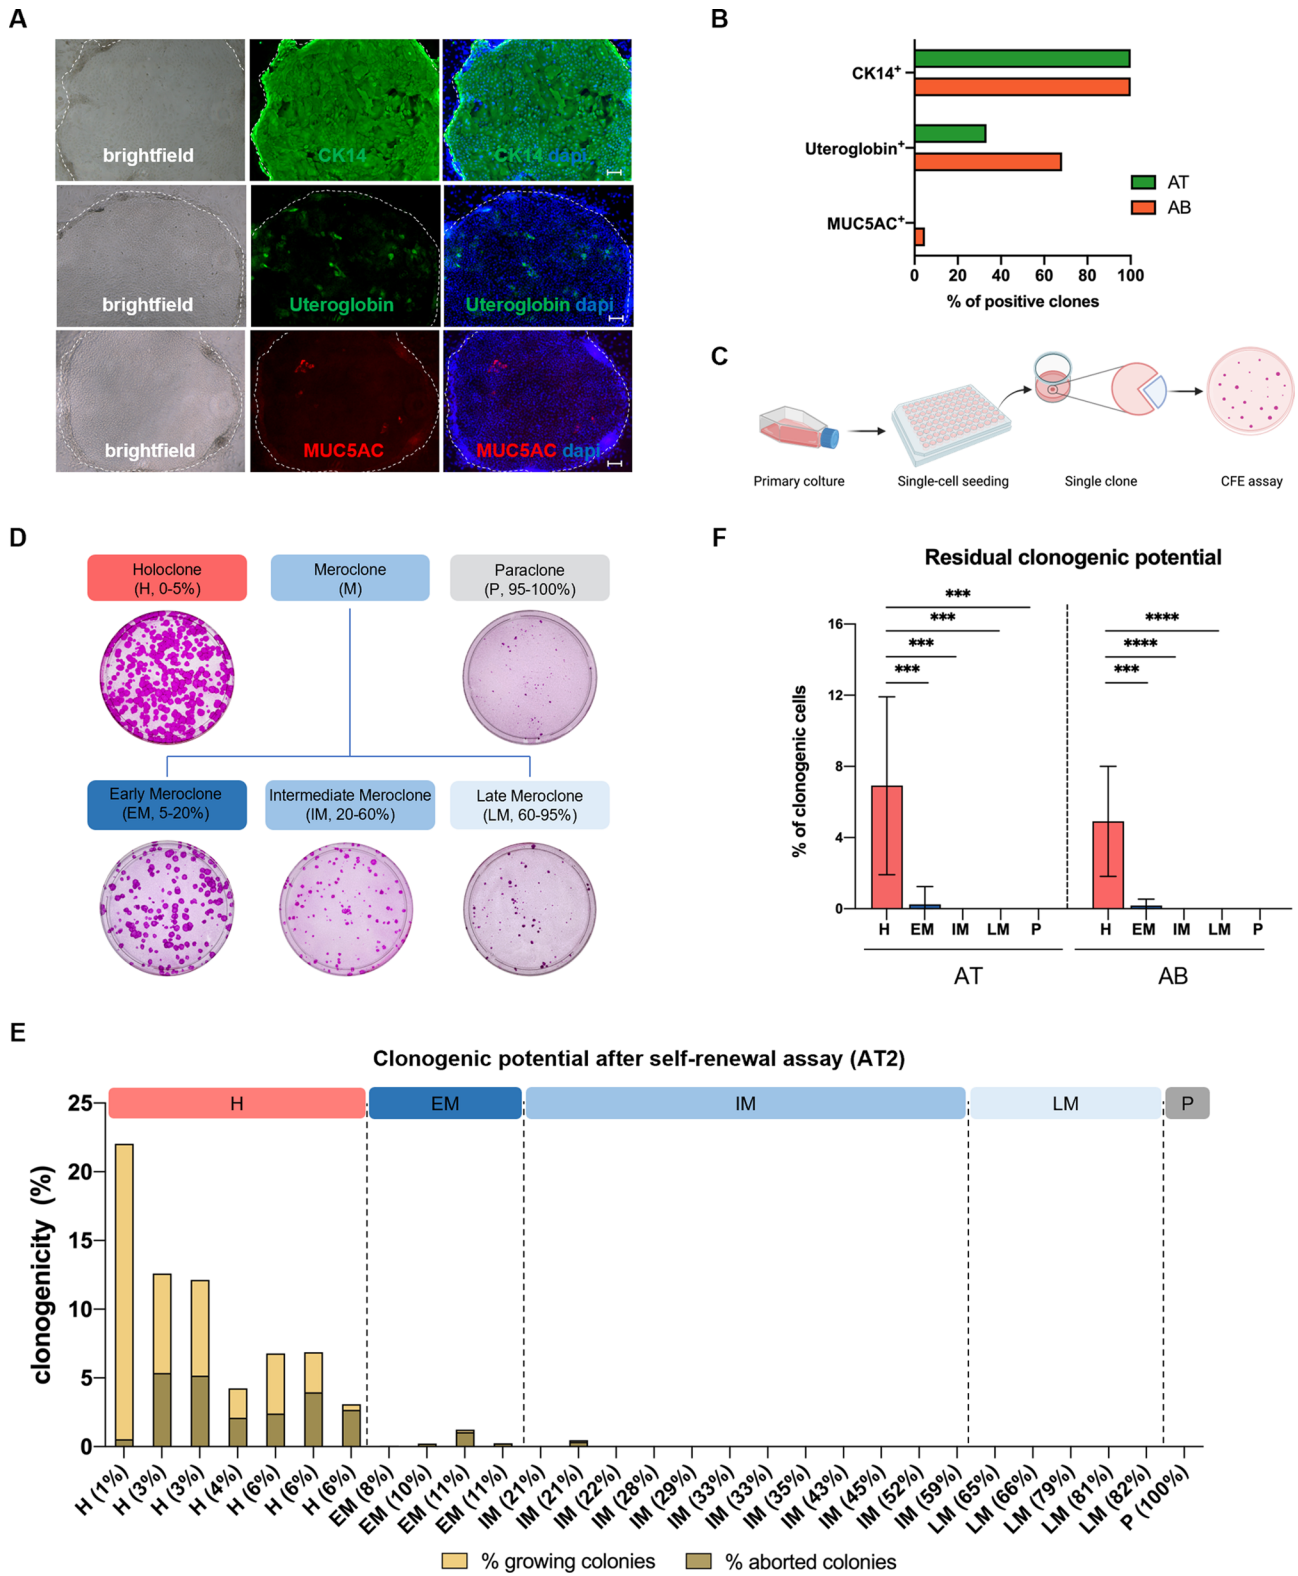 A
brightfield
CK14
CK14 dapi
brightfield
Uteroglobin
Uteroglobin dapi
brightfield
MUC5AC
MUC5AC dapi
B
CK14+
Uteroglobin+
MUC5AC+
AT
AB
0 20 40 60 80 100
% of positive clones
C
Primary colture
Single-cell seeding
Single clone
CFE assay
D
Holoclone
(H, 0-5%)
Meroclone
(M)
Paraclone
(P, 95-100%)
Early Meroclone
(EM, 5-20%)
Intermediate Meroclone
(IM, 20-60%)
Late Meroclone
(LM, 60-95%)
F
Residual clonogenic potential
% of clonogenic cells
16
12
8
4
0
***
***
***
***
****
****
***
H EM IM LM P
H EM IM LM P
AT
AB
E
Clonogenic potential after self-renewal assay (AT2)
H
EM
IM
LM
P
clonogenicity (%)
25
20
15
10
5
0
H (1%)
H (3%)
H (3%)
H (4%)
H (6%)
H (6%)
H (6%)
EM (8%)
EM (10%)
EM (11%)
EM (11%)
IM (21%)
IM (21%)
IM (22%)
IM (28%)
IM (29%)
IM (33%)
IM (33%)
IM (35%)
IM (43%)
IM (45%)
IM (52%)
IM (59%)
LM (65%)
LM (66%)
LM (79%)
LM (81%)
LM (82%)
P (100%)
% growing colonies
% aborted colonies